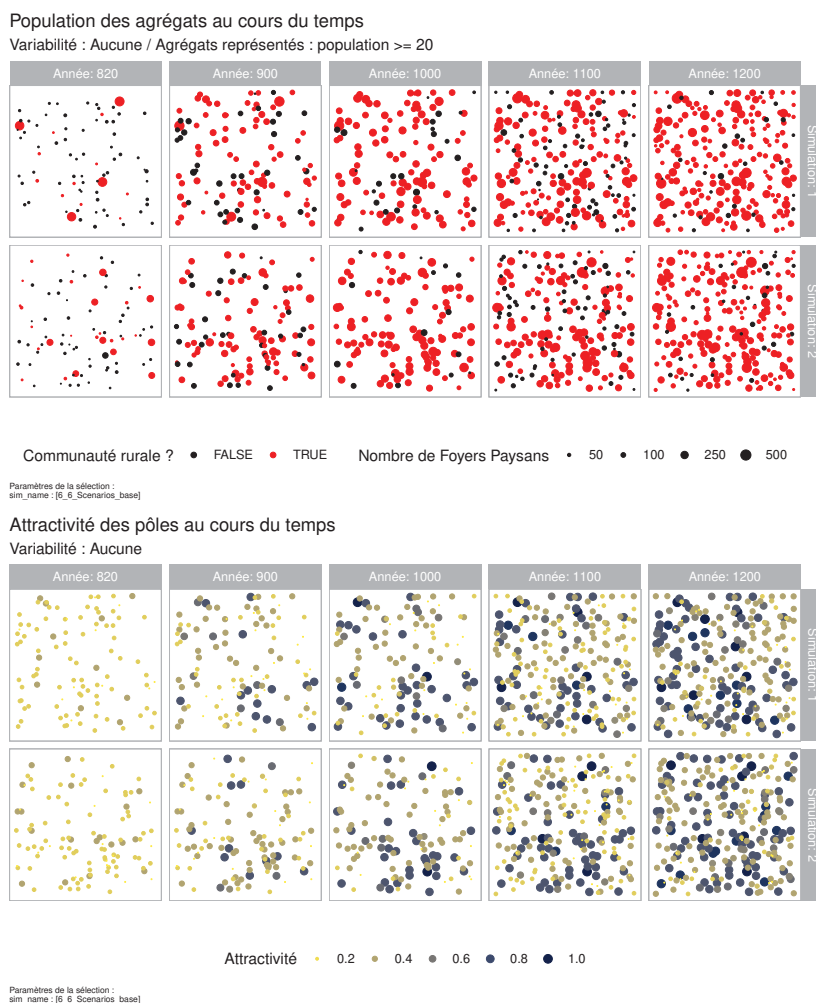 Population des agrégats au cours du temps
Variabilité : Aucune / Agrégats représentés : population >= 20
Année: 820 Année: 900 Année: 1000 Année: 1100 Année: 1200
Simulation: 1
Simulation: 2
Communauté rurale ? FALSE TRUE Nombre de Foyers Paysans 50 100 250 500
Paramètres de la sélection :
sim_name : [6_6_Scenarios_base]
Attractivité des pôles au cours du temps
Variabilité : Aucune
Année: 820 Année: 900 Année: 1000 Année: 1100 Année: 1200
Simulation: 1
Simulation: 2
Attractivité 0.2 0.4 0.6 0.8 1.0
Paramètres de la sélection :
sim_name : [6_6_Scenarios_base]